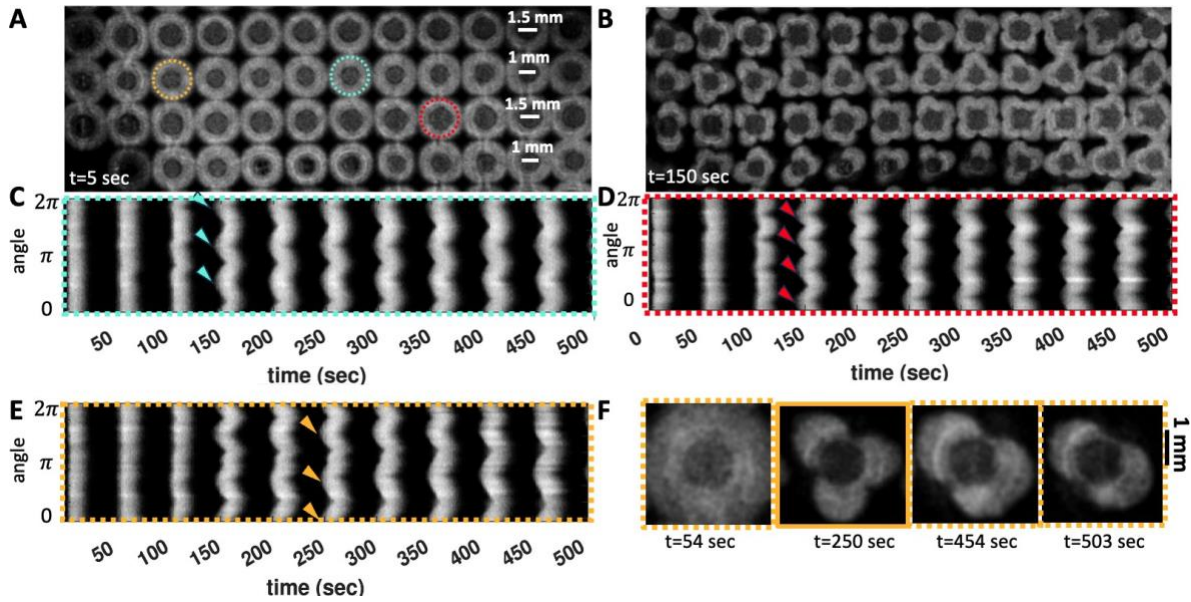 A
1.5 mm
1 mm
1.5 mm
1 mm
t=5 sec
B
t=150 sec
C
2π
π
0
angle
50 100 150 200 250 300 350 400 450 500
time (sec)
D
2π
π
0
angle
0 50 100 150 200 250 300 350 400 450 500
time (sec)
E
2π
π
0
angle
50 100 150 200 250 300 350 400 450 500
time (sec)
F
1 mm
t=54 sec t=250 sec t=454 sec t=503 sec